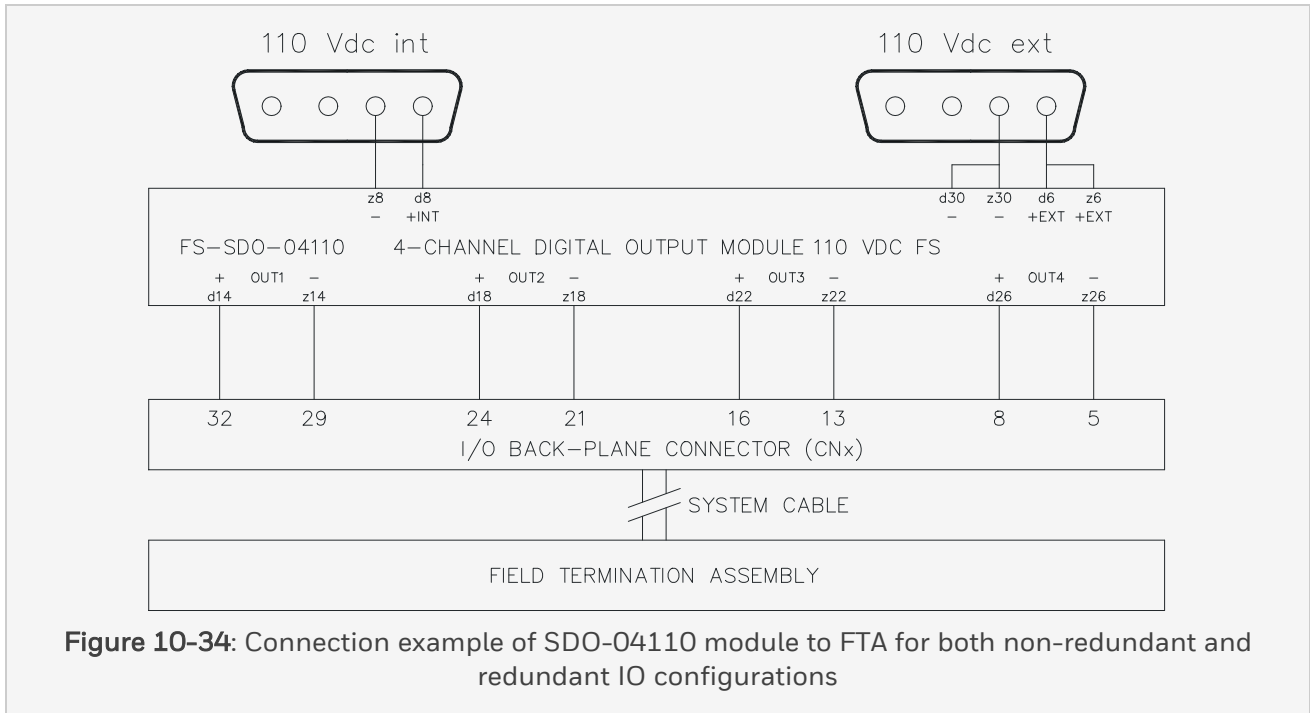 110 Vdc int 110 Vdc ext
z8 d8 d30 z30 d6 z6
− +INT − − +EXT +EXT
FS−SDO−04110 4−CHANNEL DIGITAL OUTPUT MODULE 110 VDC FS
+ OUT1 − + OUT2 − + OUT3 − + OUT4 −
d14 z14 d18 z18 d22 z22 d26 z26
32 29 24 21 16 13 8 5
I/O BACK−PLANE CONNECTOR (CNx)
SYSTEM CABLE
FIELD TERMINATION ASSEMBLY
Figure 10-34: Connection example of SDO-04110 module to FTA for both non-redundant and
redundant IO configurations